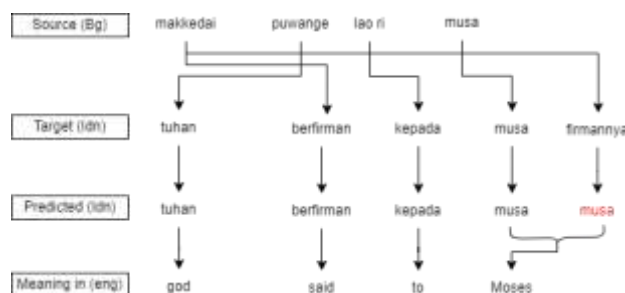 Source (Bg) makkedai puwange lao ri musa
Target (Idn) tuhan berfirman kepada musa firmannya
Predicted (Idn) tuhan berfirman kepada musa musa
Meaning in (eng) god said to Moses